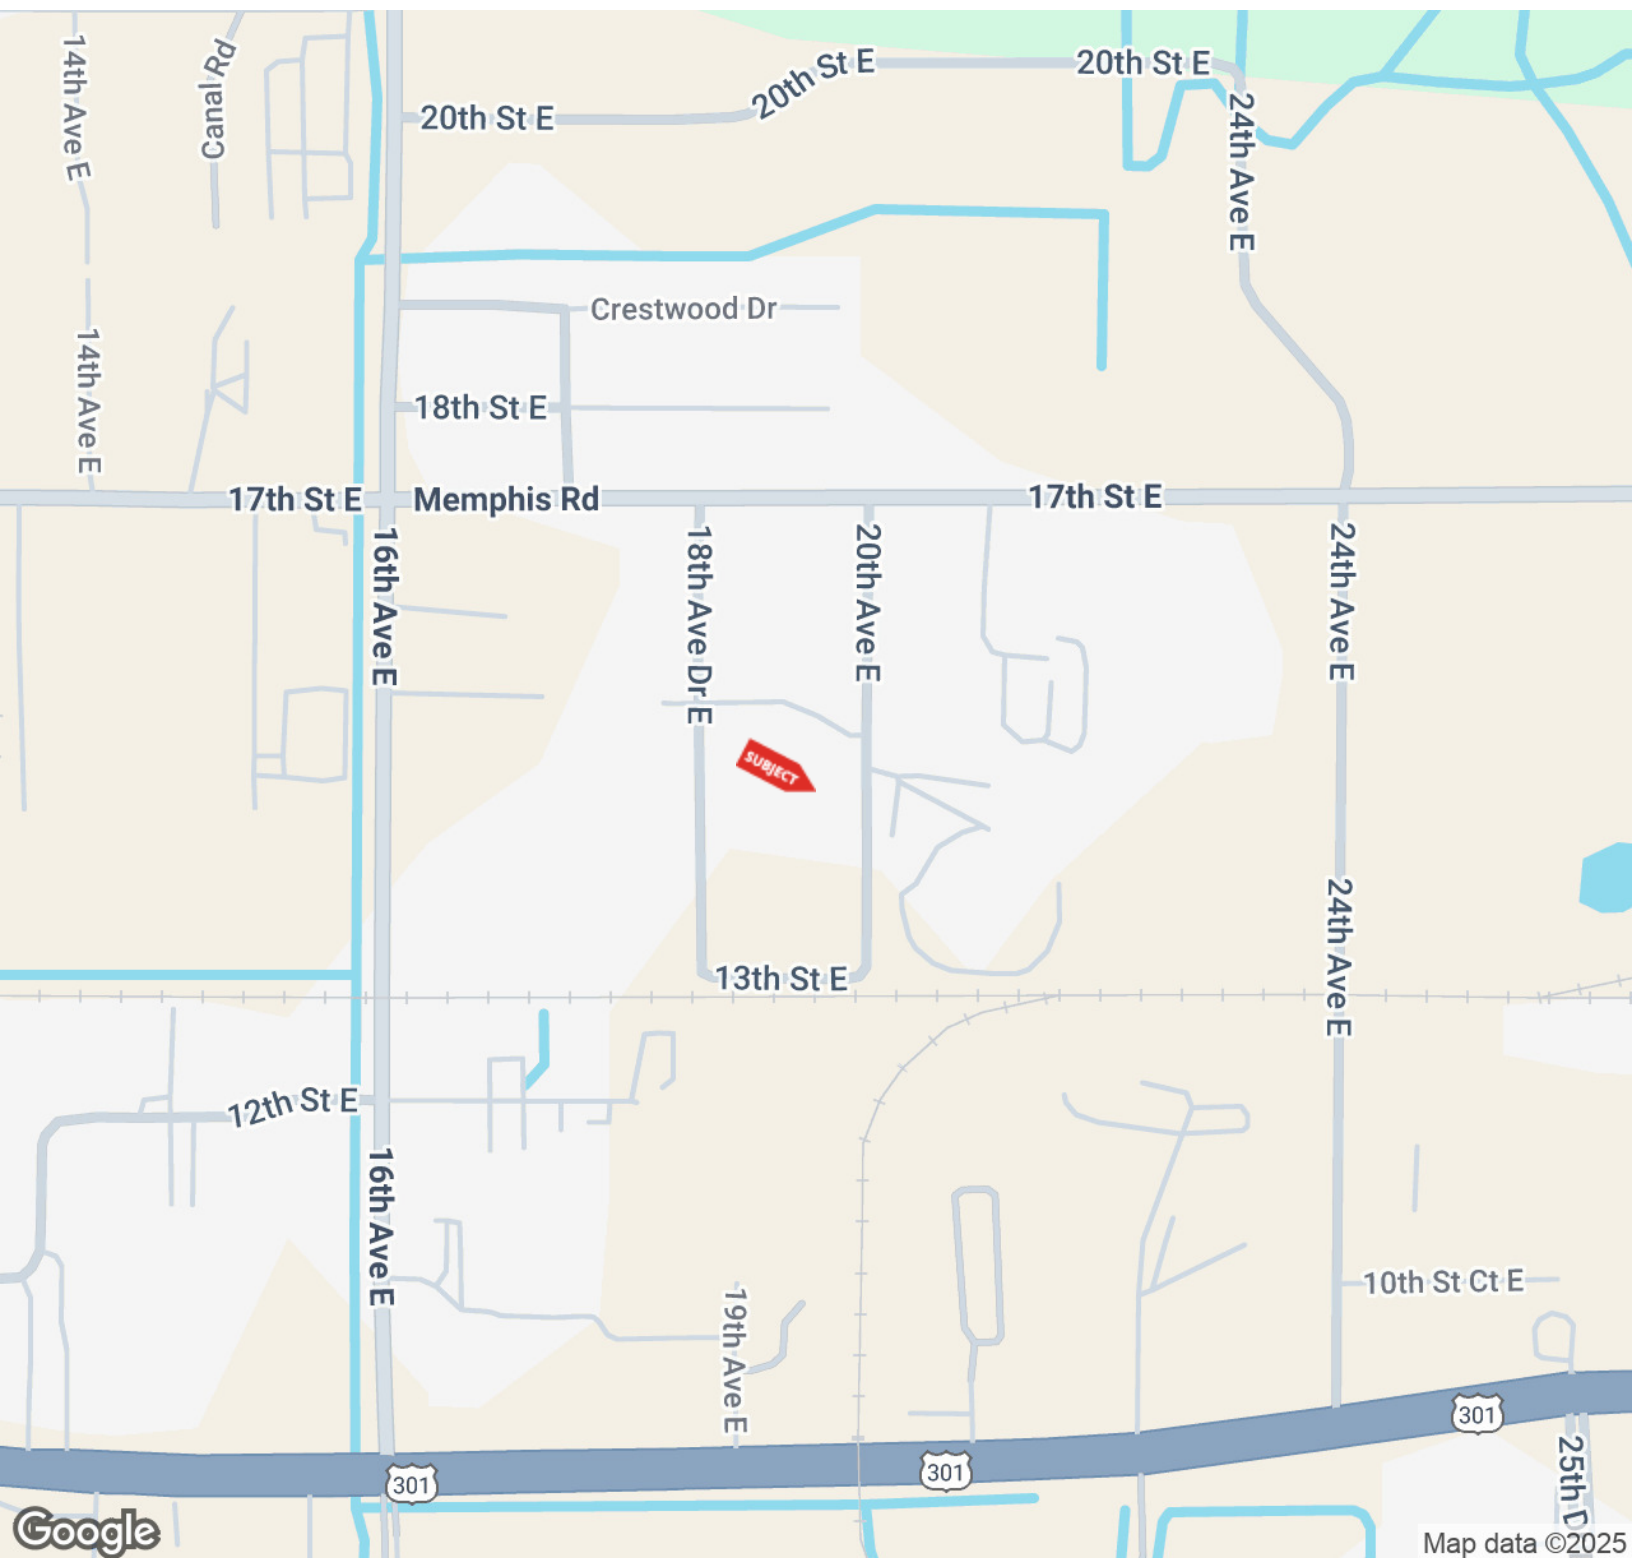 14th Ave E
Canal Rd
20th St E
20th St E
20th St E
24th Ave E
Crestwood Dr
14th Ave E
18th St E
17th St E
Memphis Rd
17th St E
16th Ave E
18th Ave Dr E
20th Ave E
24th Ave E
SUBJECT
24th Ave E
13th St E
12th St E
16th Ave E
19th Ave E
10th St Ct E
301
301
301
25th D
Google
Map data ©2025